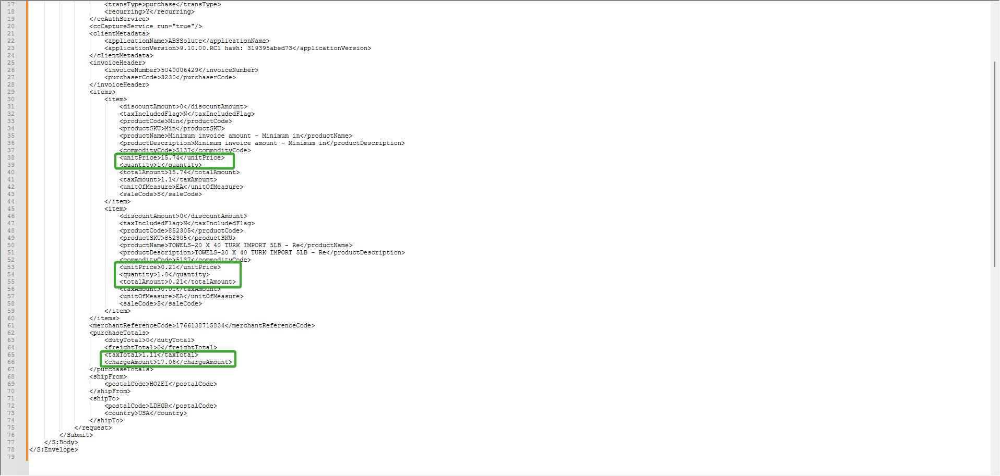 17 <transType>purchase</transType>
18 <recurring>Y</recurring>
19 </ccAuthService>
20 <ccCaptureService run="true"/>
21 <clientMetadata>
22 <applicationName>ABSSolute</applicationName>
23 <applicationVersion>9.10.00.RC1 hash: 319395abed73</applicationVersion>
24 </clientMetadata>
25 <invoiceHeader>
26 <invoiceNumber>5040006429</invoiceNumber>
27 <purchaserCode>3230</purchaserCode>
28 </invoiceHeader>
29 <items>
30 <item>
31 <discountAmount>0</discountAmount>
32 <taxIncludedFlag>N</taxIncludedFlag>
33 <productCode>Min</productCode>
34 <productSKU>Min</productSKU>
35 <productName>Minimum invoice amount - Minimum in</productName>
36 <productDescription>Minimum invoice amount - Minimum in</productDescription>
37 <commodityCode>5137</commodityCode>
38 <unitPrice>15.74</unitPrice>
39 <quantity>1</quantity>
40 <totalAmount>15.74</totalAmount>
41 <taxAmount>1.1</taxAmount>
42 <unitOfMeasure>EA</unitOfMeasure>
43 <saleCode>S</saleCode>
44 </item>
45 <item>
46 <discountAmount>0</discountAmount>
47 <taxIncludedFlag>N</taxIncludedFlag>
48 <productCode>852305</productCode>
49 <productSKU>852305</productSKU>
50 <productName>TOWELS-20 X 40 TURK IMPORT 5LB - Re</productName>
51 <productDescription>TOWELS-20 X 40 TURK IMPORT 5LB - Re</productDescription>
52 <commodityCode>5137</commodityCode>
53 <unitPrice>0.21</unitPrice>
54 <quantity>1.0</quantity>
55 <totalAmount>0.21</totalAmount>
56 <taxAmount>0.01</taxAmount>
57 <unitOfMeasure>EA</unitOfMeasure>
58 <saleCode>S</saleCode>
59 </item>
60 </items>
61 <merchantReferenceCode>1766138715834</merchantReferenceCode>
62 <purchaseTotals>
63 <dutyTotal>0</dutyTotal>
64 <freightTotal>0</freightTotal>
65 <taxTotal>1.11</taxTotal>
66 <chargeAmount>17.06</chargeAmount>
67 </purchaseTotals>
68 <shipFrom>
69 <postalCode>HOZEI</postalCode>
70 </shipFrom>
71 <shipTo>
72 <postalCode>LDHGR</postalCode>
73 <country>USA</country>
74 </shipTo>
75 </request>
76 </Submit>
77 </S:Body>
78 </S:Envelope>
79